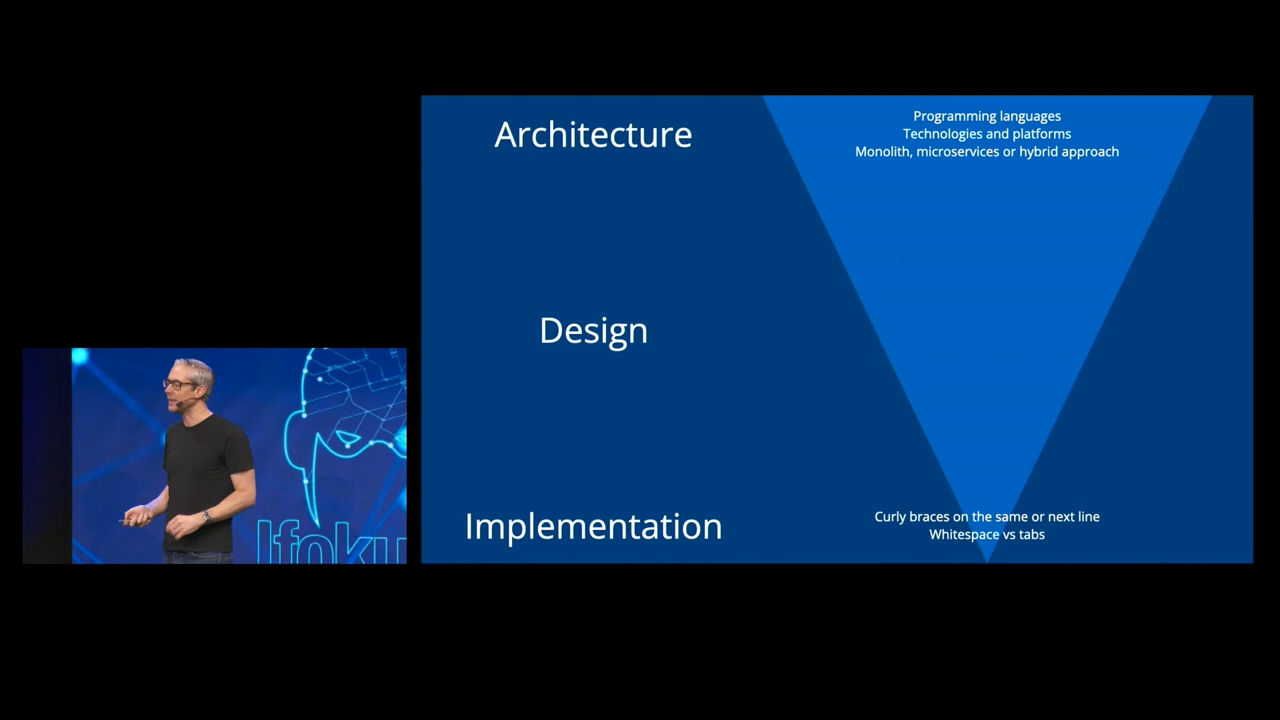 Architecture
Programming languages
Technologies and platforms
Monolith, microservices or hybrid approach
Design
Implementation
Curly braces on the same or next line
Whitespace vs tabs
Jfoku